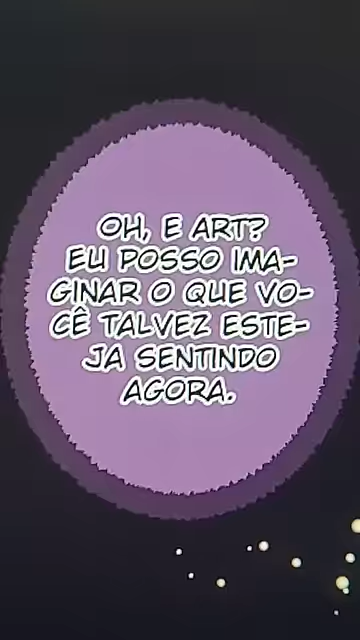 OH, E ART?
EU POSSO IMA-
GINAR O QUE VO-
CÊ TALVEZ ESTE-
JA SENTINDO
AGORA.